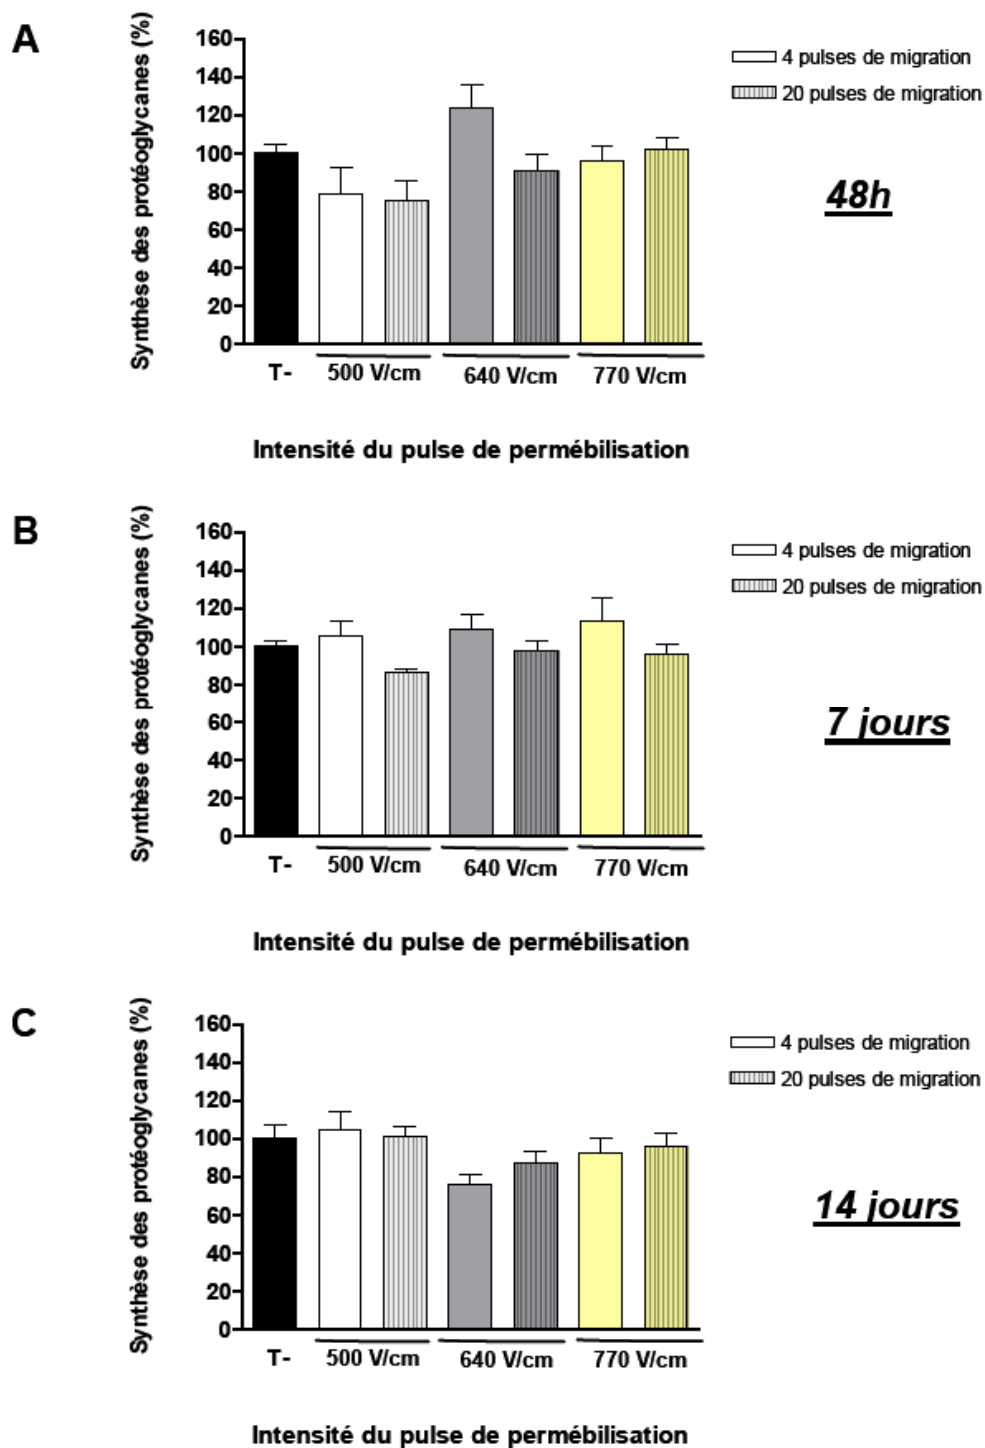 A
Synthèse des protéoglycanes (%)
160
140
120
100
80
60
40
20
0
T-
500 V/cm
640 V/cm
770 V/cm
Intensité du pulse de permébilisation
4 pulses de migration
20 pulses de migration
48h
B
Synthèse des protéoglycanes (%)
160
140
120
100
80
60
40
20
0
T-
500 V/cm
640 V/cm
770 V/cm
Intensité du pulse de permébilisation
4 pulses de migration
20 pulses de migration
7 jours
C
Synthèse des protéoglycanes (%)
160
140
120
100
80
60
40
20
0
T-
500 V/cm
640 V/cm
770 V/cm
Intensité du pulse de permébilisation
4 pulses de migration
20 pulses de migration
14 jours